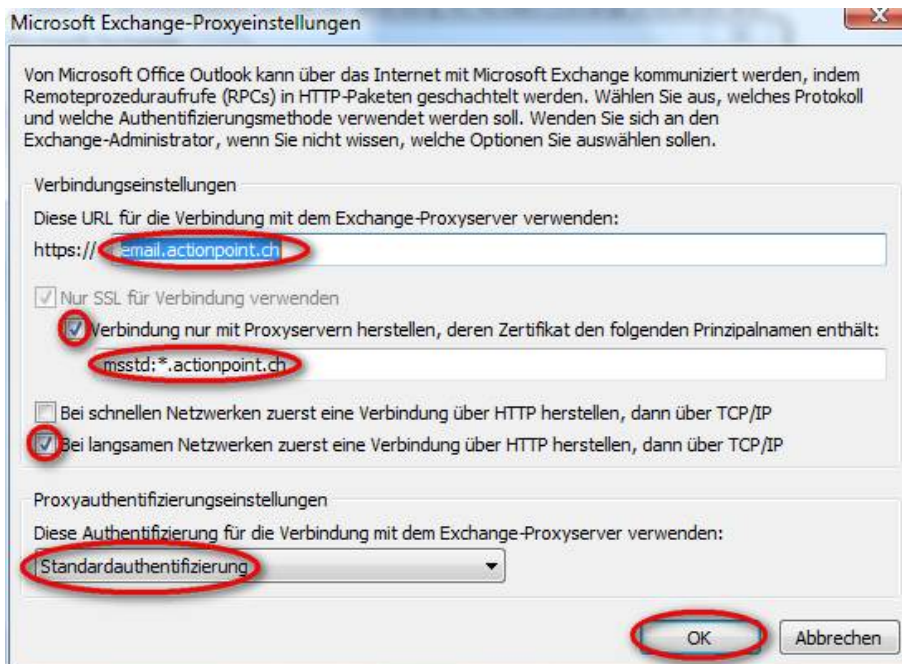 Microsoft Exchange-Proxyeinstellungen
Von Microsoft Office Outlook kann über das Internet mit Microsoft Exchange kommuniziert werden, indem
Remoteprozeduraufrufe (RPCs) in HTTP-Paketen geschachtelt werden. Wählen Sie aus, welches Protokoll
und welche Authentifizierungsmethode verwendet werden soll. Wenden Sie sich an den
Exchange-Administrator, wenn Sie nicht wissen, welche Optionen Sie auswählen sollen.
Verbindungseinstellungen
Diese URL für die Verbindung mit dem Exchange-Proxyserver verwenden:
https:// email.actionpoint.ch
Nur SSL für Verbindung verwenden
Verbindung nur mit Proxyservern herstellen, deren Zertifikat den folgenden Prinzipalnamen enthält:
msstd:*.actionpoint.ch
Bei schnellen Netzwerken zuerst eine Verbindung über HTTP herstellen, dann über TCP/IP
Bei langsamen Netzwerken zuerst eine Verbindung über HTTP herstellen, dann über TCP/IP
Proxyauthentifizierungseinstellungen
Diese Authentifizierung für die Verbindung mit dem Exchange-Proxyserver verwenden:
Standardauthentifizierung
OK Abbrechen